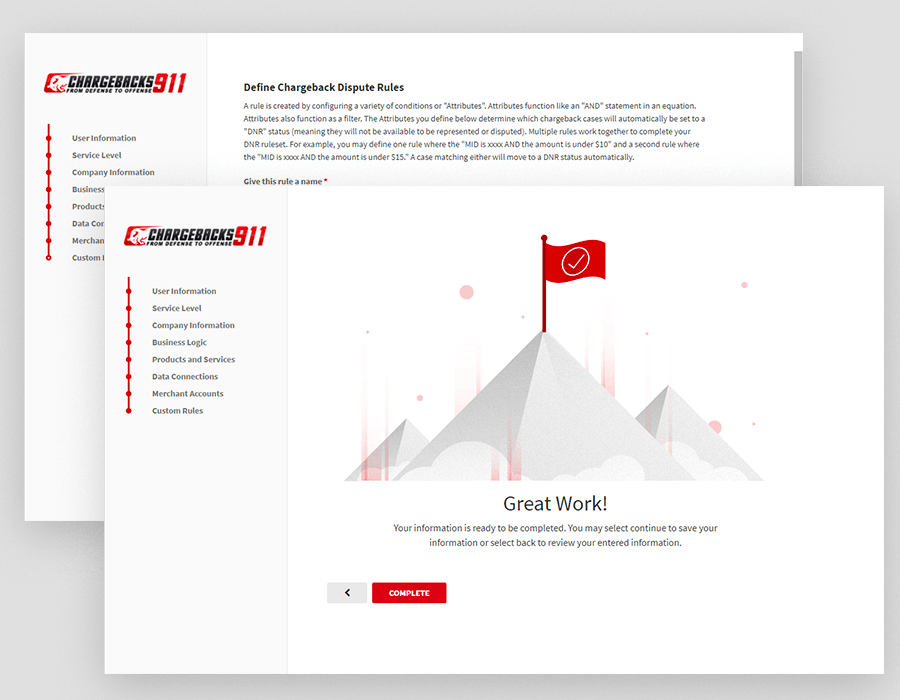 CHARGEBACKS911
FROM DEFENSE TO OFFENSE
User Information
Service Level
Company Information
Business
Products
Data Con
Merchan
Custom
Define Chargeback Dispute Rules
A rule is created by configuring a variety of conditions or "Attributes". Attributes function like an "AND" statement in an equation.
Attributes also function as a filter. The Attributes you define below determine which chargeback cases will automatically be set to a
"DNR" status (meaning they will not be available to be represented or disputed). Multiple rules work together to complete your
DNR ruleset. For example, you may define one rule where the "MID is xxxx AND the amount is under $10" and a second rule where
the "MID is xxxx AND the amount is under $15." A case matching either will move to a DNR status automatically.
Give this rule a name *
CHARGEBACKS911
FROM DEFENSE TO OFFENSE
User Information
Service Level
Company Information
Business Logic
Products and Services
Data Connections
Merchant Accounts
Custom Rules
Great Work!
Your information is ready to be completed. You may select continue to save your
information or select back to review your entered information.
COMPLETE